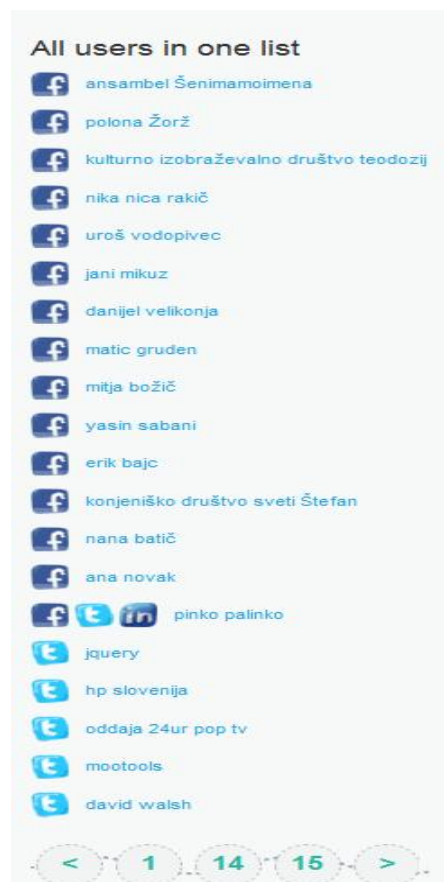 All users in one list
ansambel Šenimamoimena
polona Žorž
kulturno izobraževalno društvo teodozij
nika nica rakič
uroš vodopivec
jani mikuz
danijel velikonja
matic gruden
mitja božič
yasin sabani
erik bajc
konjeniško društvo sveti Štefan
nana batič
ana novak
in pinko palinko
jquery
hp slovenija
oddaja 24ur pop tv
mootools
david walsh
< 1 14 15 >